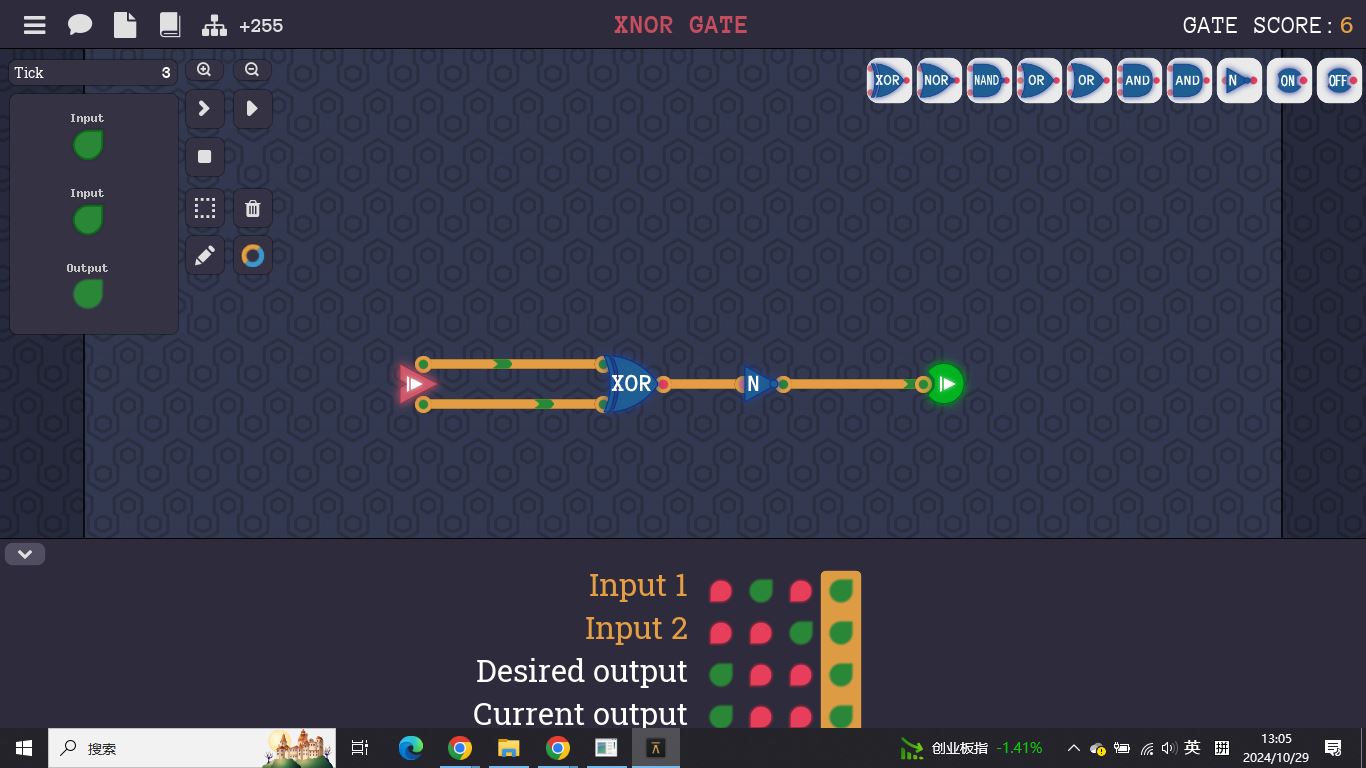 +255
XNOR GATE
GATE SCORE: 6
Tick 3
Input
Input
Output
XOR
NOR
NAND
OR
OR
AND
AND
N
ON
OFF
XOR
N
Input 1
Input 2
Desired output
Current output
搜索
创业板指 -1.41%
英
拼
13:05
2024/10/29